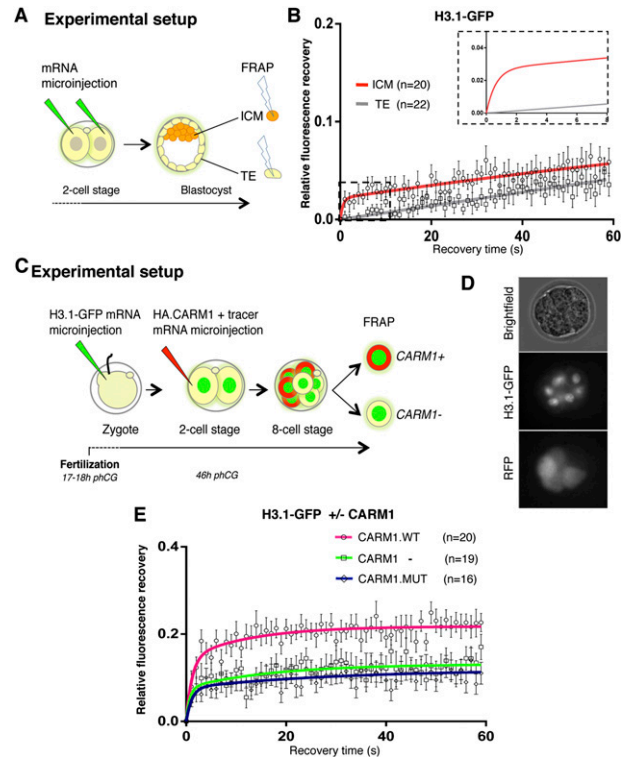 A Experimental setup
mRNA
microinjection
2-cell stage
Blastocyst
FRAP
ICM
TE
B H3.1-GFP
Relative fluorescence recovery
0.2
0.1
0.0
0 20 40 60
Recovery time (s)
ICM (n=20)
TE (n=22)
0.04
0.02
0.00
0 2 4 6 8
C Experimental setup
H3.1-GFP mRNA
microinjection
HA.CARM1 + tracer
mRNA microinjection
FRAP
CARM1+
CARM1-
Zygote
2-cell stage
8-cell stage
Fertilization
17-18h phCG
46h phCG
D
Brightfield
H3.1-GFP
RFP
E
H3.1-GFP +/- CARM1
CARM1.WT (n=20)
CARM1 - (n=19)
CARM1.MUT (n=16)
Relative fluorescence recovery
0.4
0.2
0.0
0 20 40 60
Recovery time (s)